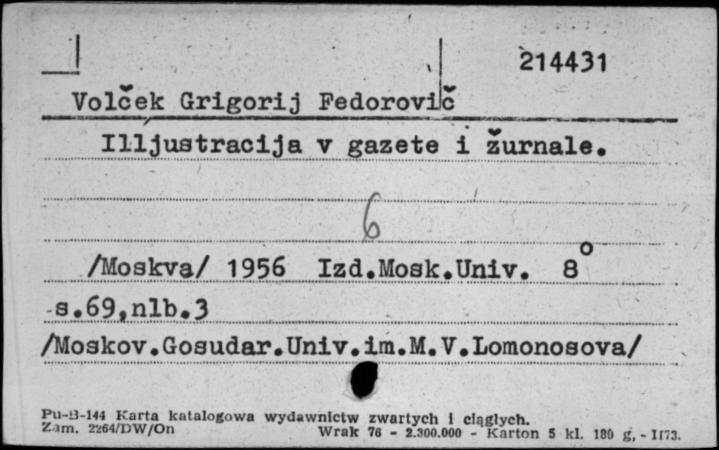 214431
Volček Grigorij Fedorovič
Illjustracija v gazete i žurnale.
6
/Moskva/ 1956 Izd.Mosk.Univ. 8°
s.69,nlb.3
/Moskov.Gosudar.Univ.im.M.V.Lomonosova/
Pu-B-144 Karta katalogowa wydawnictw zwartych i ciągłych.
Zam. 2264/DW/On Wrak 76 - 2.300.000 - Karton 5 kl. 180 g, - II73.